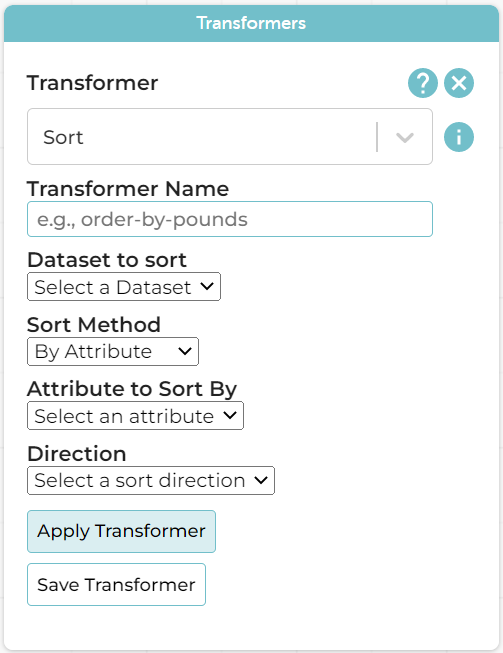 Transformers
Transformer
?
Sort
i
Transformer Name
e.g., order-by-pounds
Dataset to sort
Select a Dataset
Sort Method
By Attribute
Attribute to Sort By
Select an attribute
Direction
Select a sort direction
Apply Transformer
Save Transformer